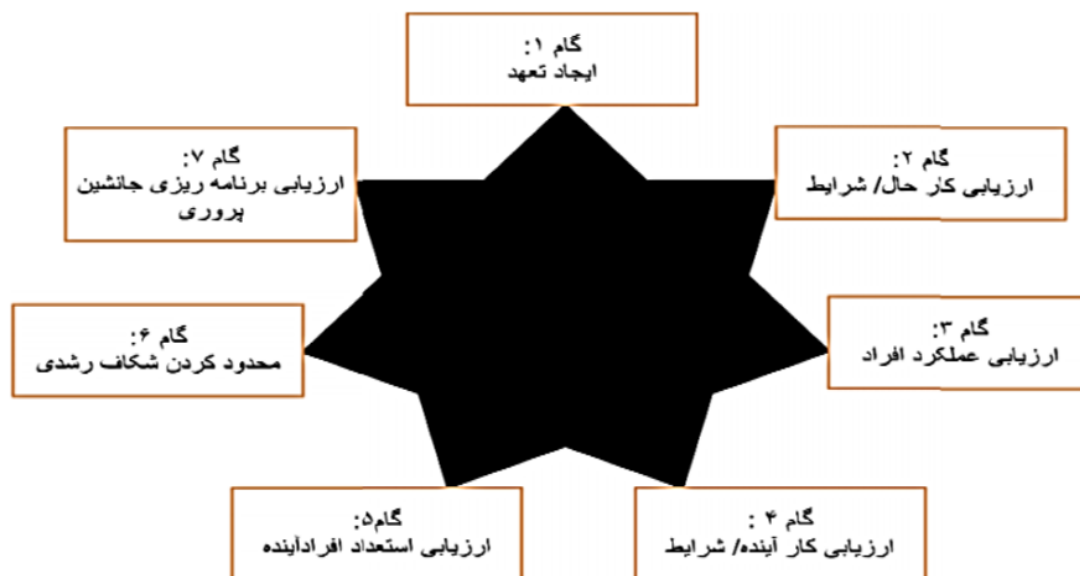 گام ۱:
ایجاد تعهد
گام ۲:
ارزیابی کار حال/ شرایط
گام ۳:
ارزیابی عملکرد افراد
گام ۴ :
ارزیابی کار آینده/ شرایط
گام۵:
ارزیابی استعداد افرادآینده
گام ۶:
محدود کردن شکاف رشدی
گام ۷:
ارزیابی برنامه ریزی جانشین
پروری